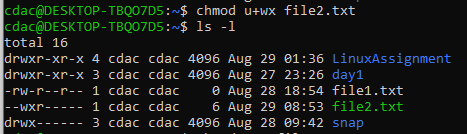 cdac@DESKTOP-TBQO7D5:~$ chmod u+wx file2.txt
cdac@DESKTOP-TBQO7D5:~$ ls -l
total 16
drwxr-xr-x 4 cdac cdac 4096 Aug 29 01:36 LinuxAssignment
drwxr-xr-x 3 cdac cdac 4096 Aug 27 23:26 day1
-rw-r--r-- 1 cdac cdac    0 Aug 28 18:54 file1.txt
--wxr----- 1 cdac cdac    6 Aug 29 08:53 file2.txt
drwx------ 3 cdac cdac 4096 Aug 28 09:42 snap